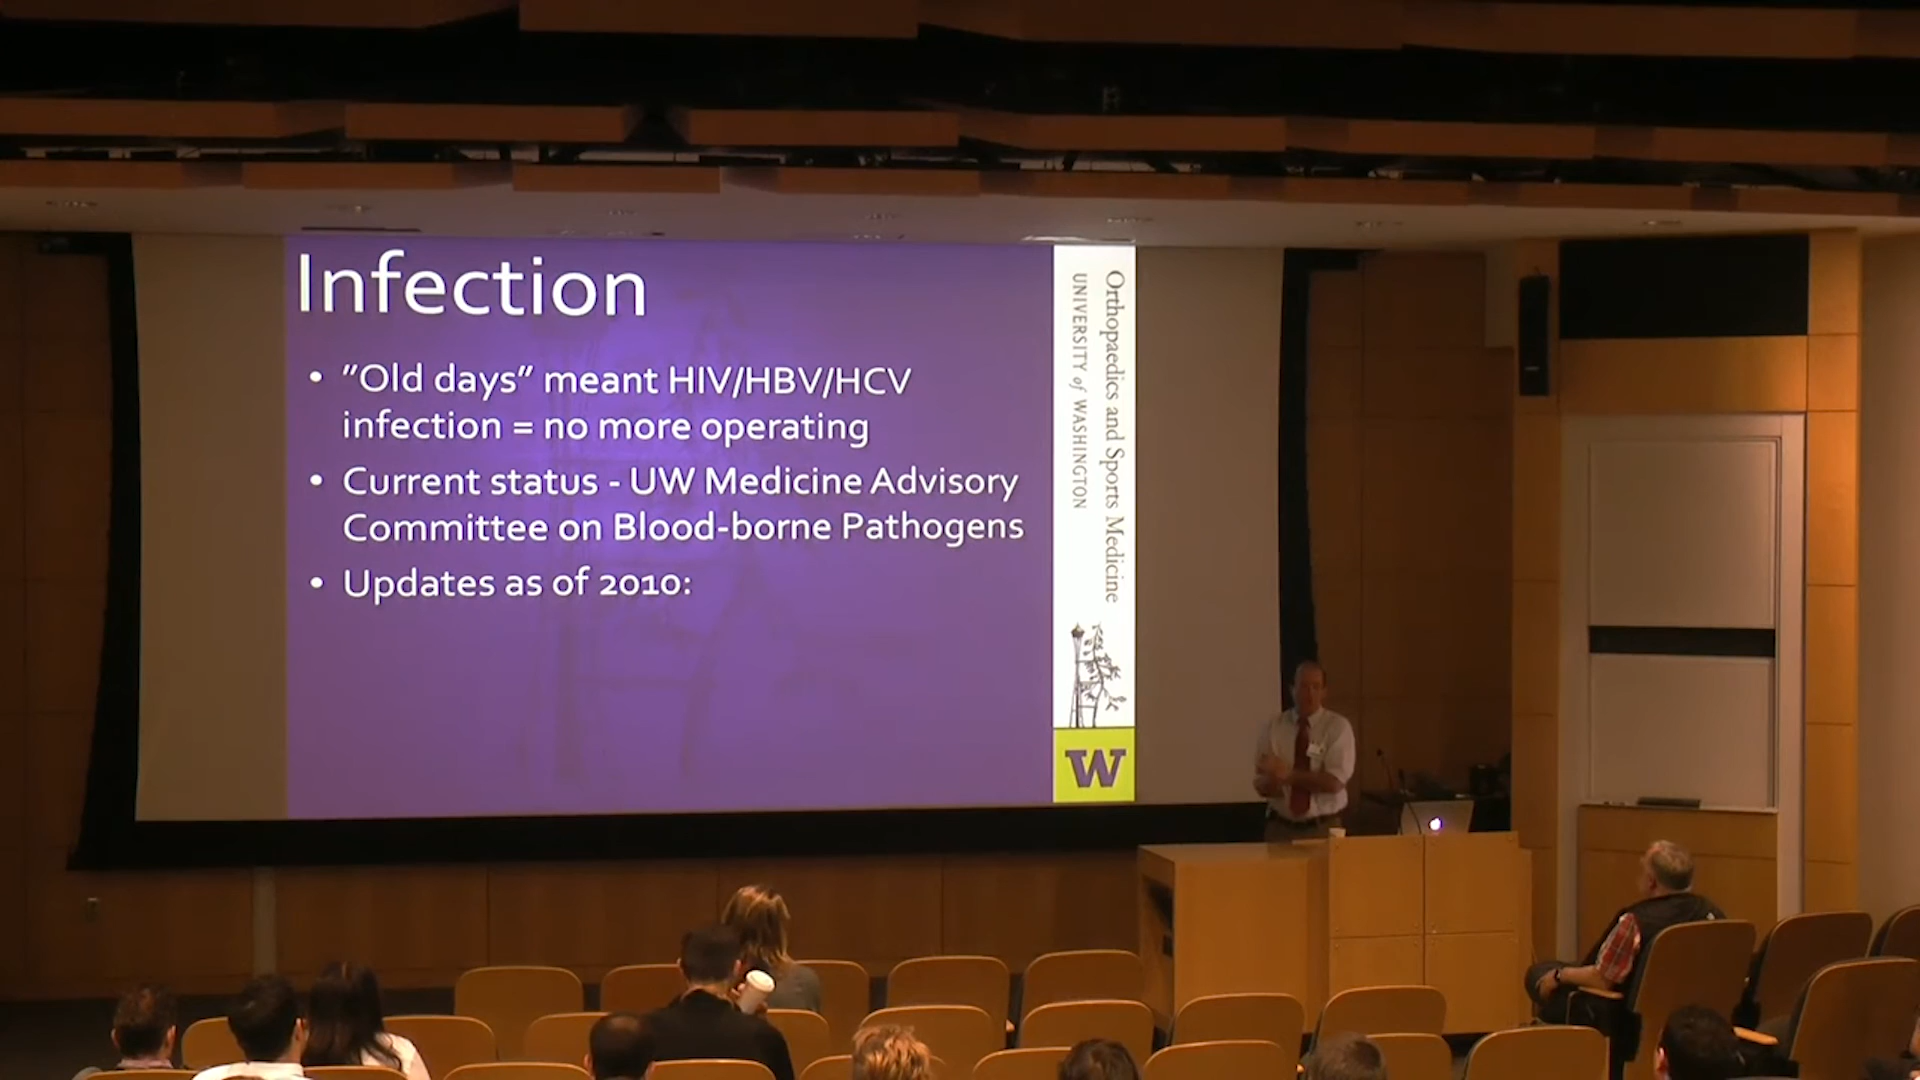 Infection
• "Old days" meant HIV/HBV/HCV
infection = no more operating
• Current status - UW Medicine Advisory
Committee on Blood-borne Pathogens
• Updates as of 2010:
Orthopaedics and Sports Medicine
UNIVERSITY of WASHINGTON
W